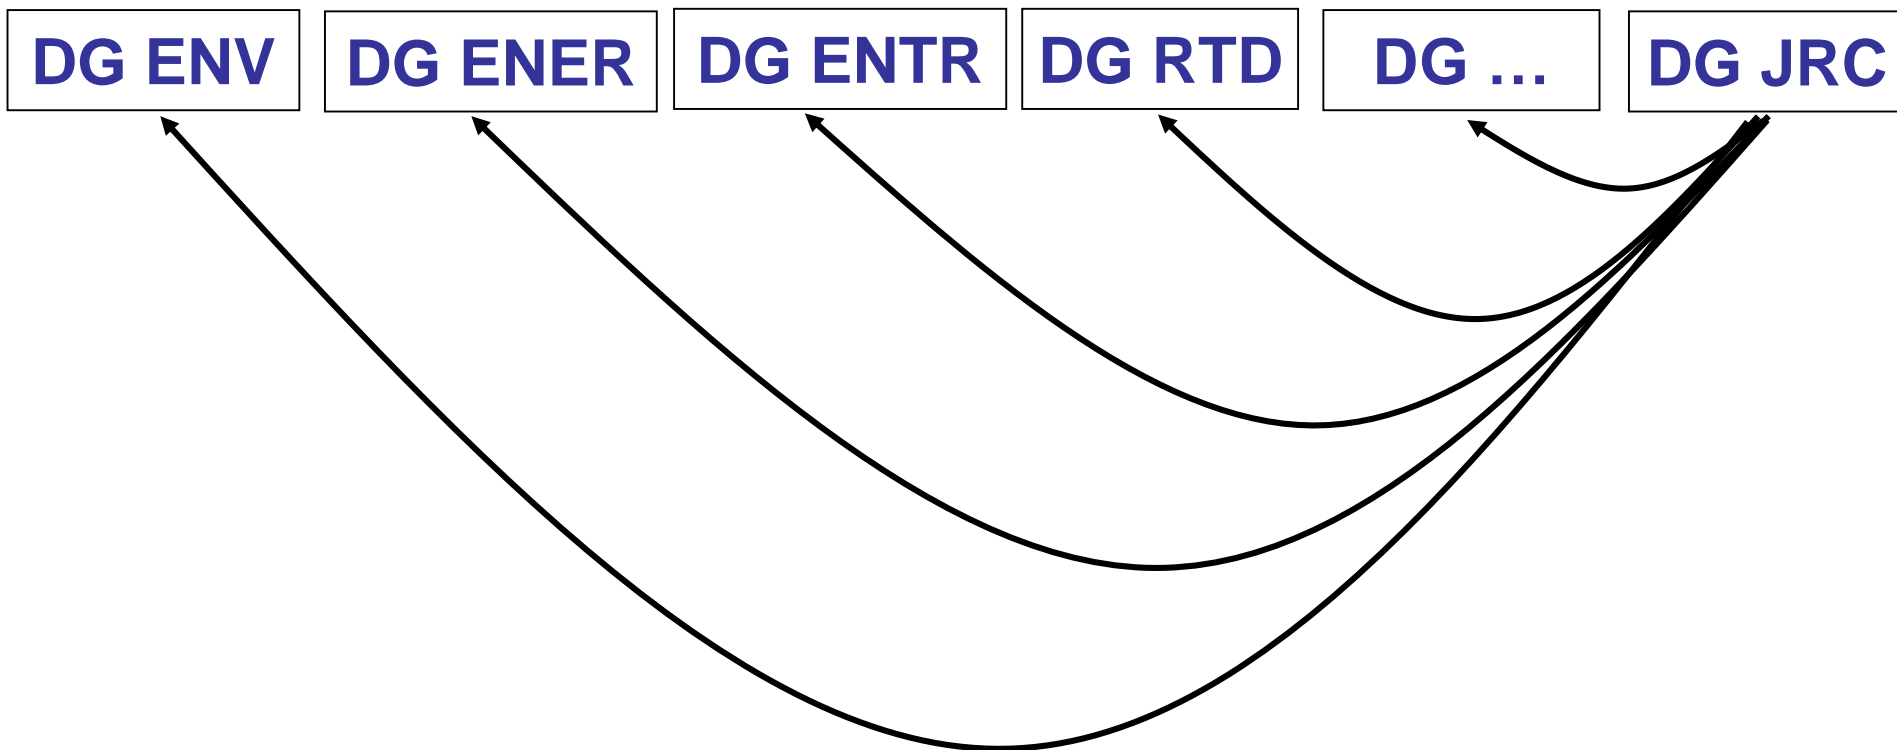 DG ENV DG ENER DG ENTR DG RTD DG … DG JRC